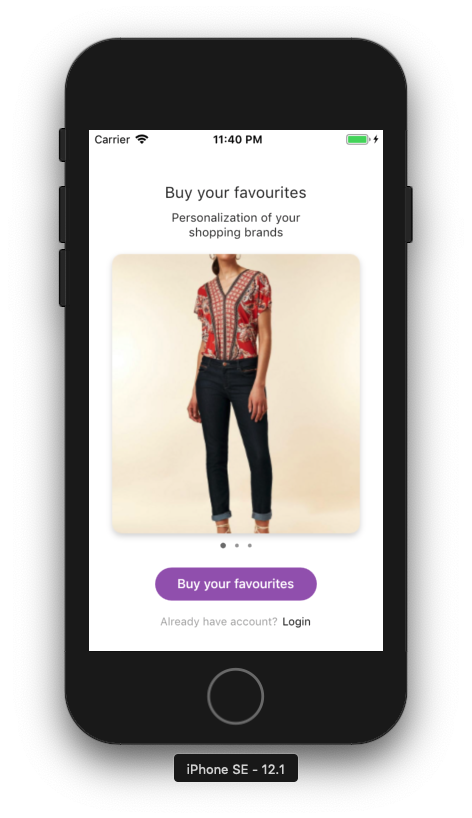 Carrier 11:40 PM
Buy your favourites
Personalization of your
shopping brands
Buy your favourites
Already have account? Login
iPhone SE - 12.1